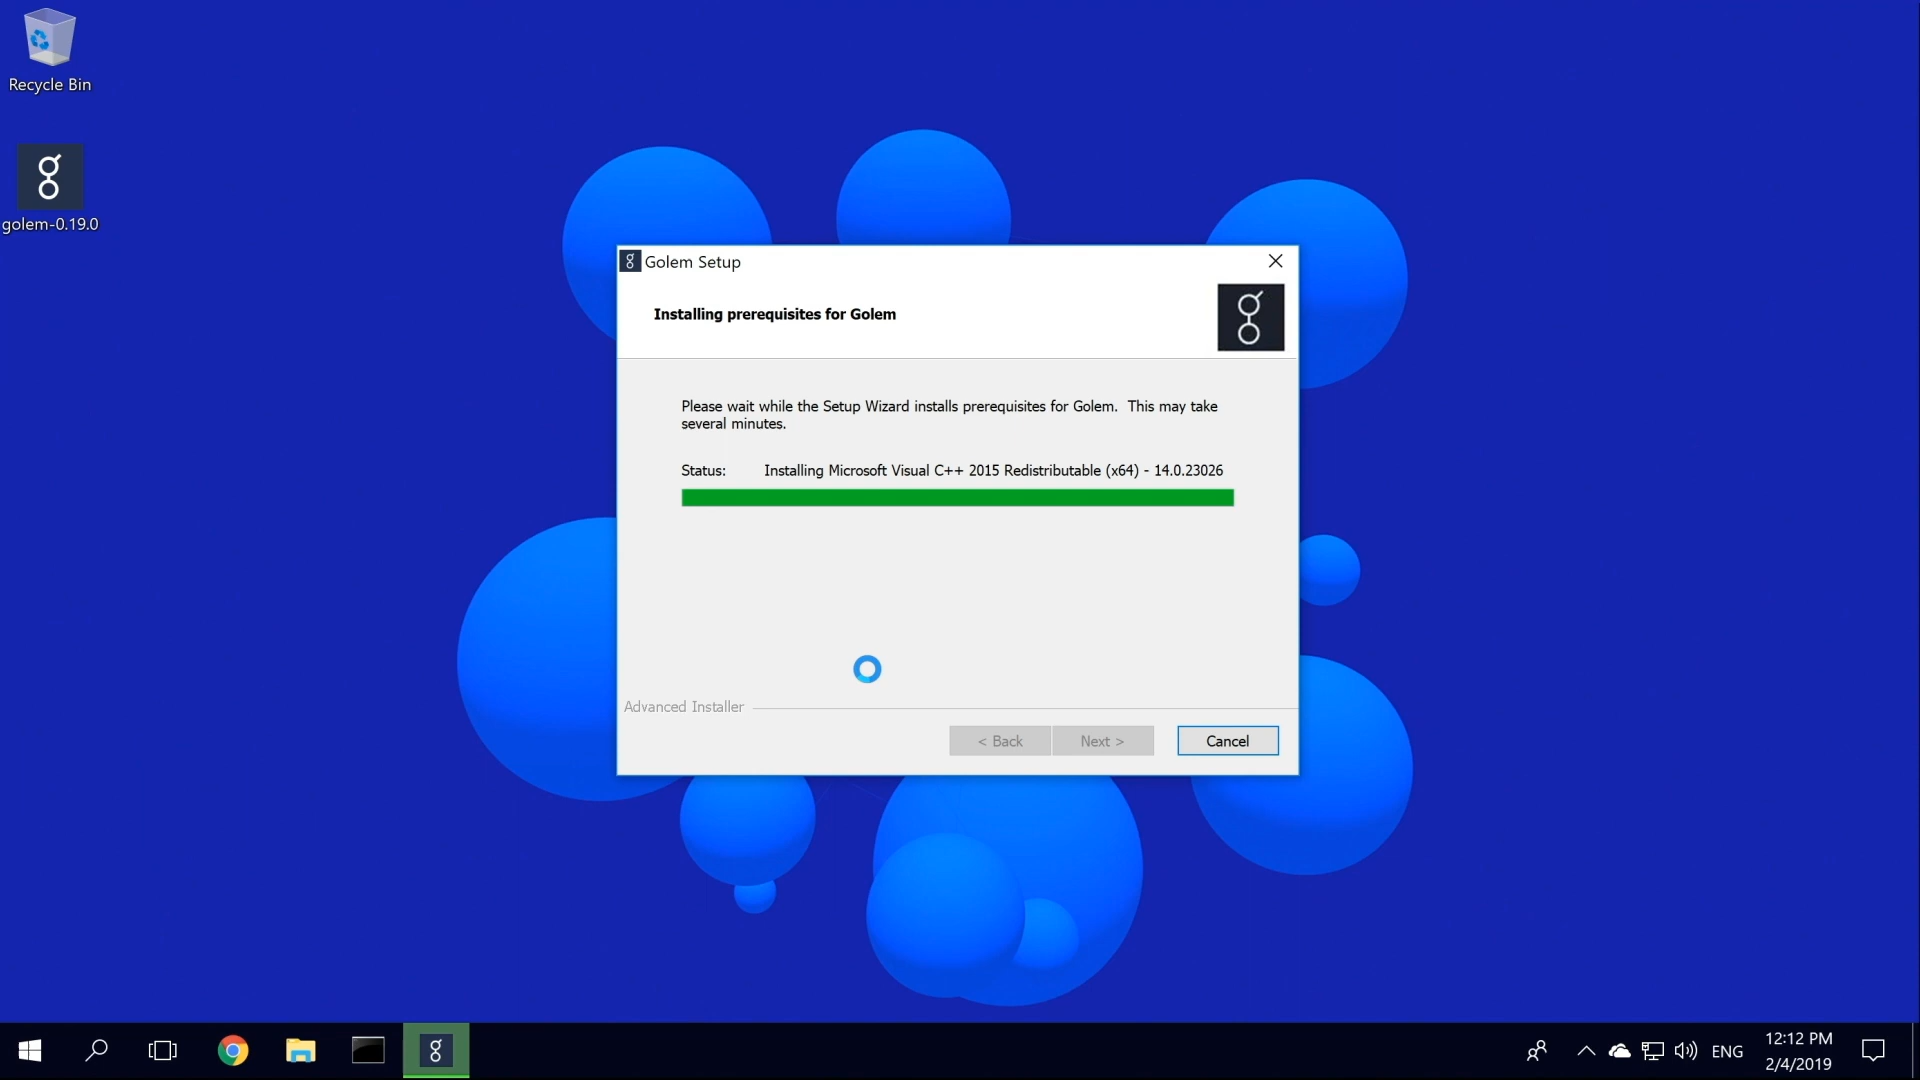 Recycle Bin
golem-0.19.0
Golem Setup
Installing prerequisites for Golem
Please wait while the Setup Wizard installs prerequisites for Golem.  This may take
several minutes.
Status: Installing Microsoft Visual C++ 2015 Redistributable (x64) - 14.0.23026
Advanced Installer
< Back
Next >
Cancel
ENG
12:12 PM
2/4/2019